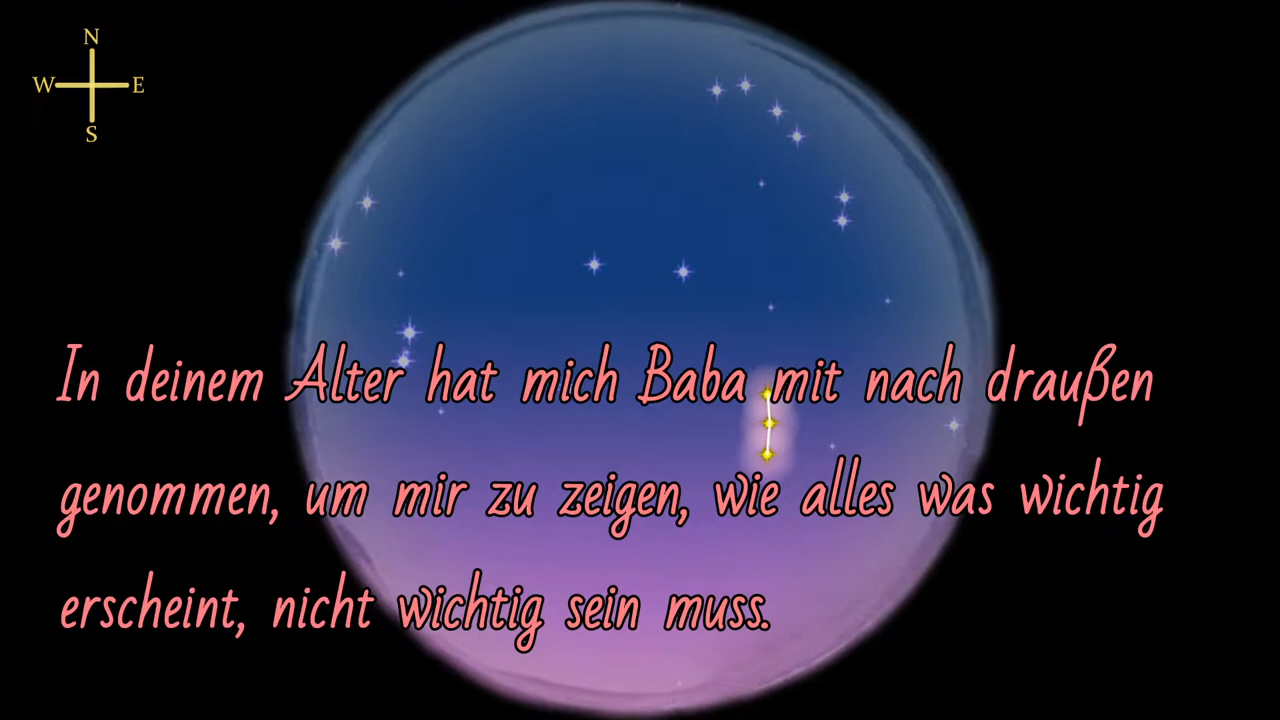 N
W E
S
In deinem Alter hat mich Baba mit nach draußen
genommen, um mir zu zeigen, wie alles was wichtig
erscheint, nicht wichtig sein muss.